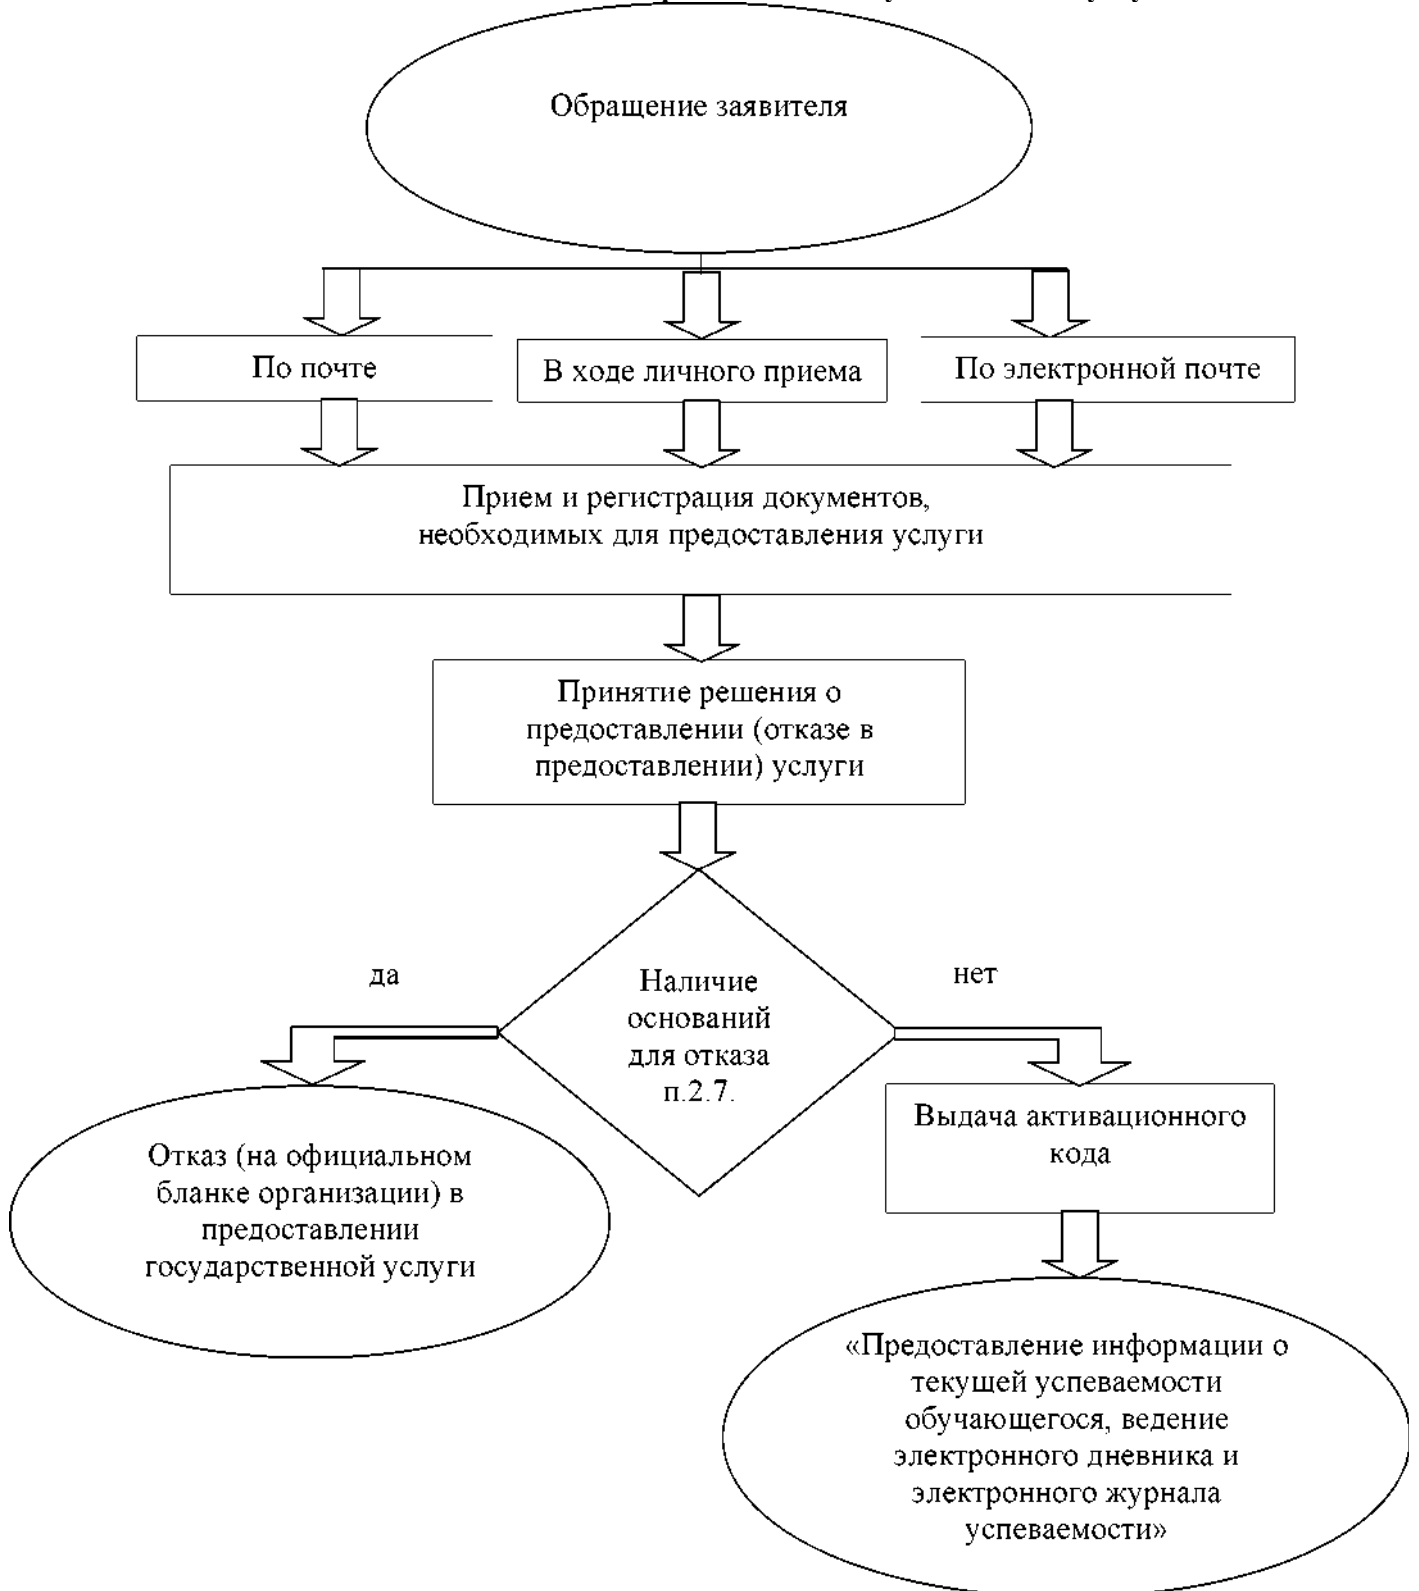 Обращение заявителя
По почте
В ходе личного приема
По электронной почте
Прием и регистрация документов,
необходимых для предоставления услуги
Принятие решения о
предоставлении (отказе в
предоставлении) услуги
да
нет
Наличие
оснований
для отказа
п.2.7.
Выдача активационного
кода
Отказ (на официальном
бланке организации) в
предоставлении
государственной услуги
«Предоставление информации о
текущей успеваемости
обучающегося, ведение
электронного дневника и
электронного журнала
успеваемости»